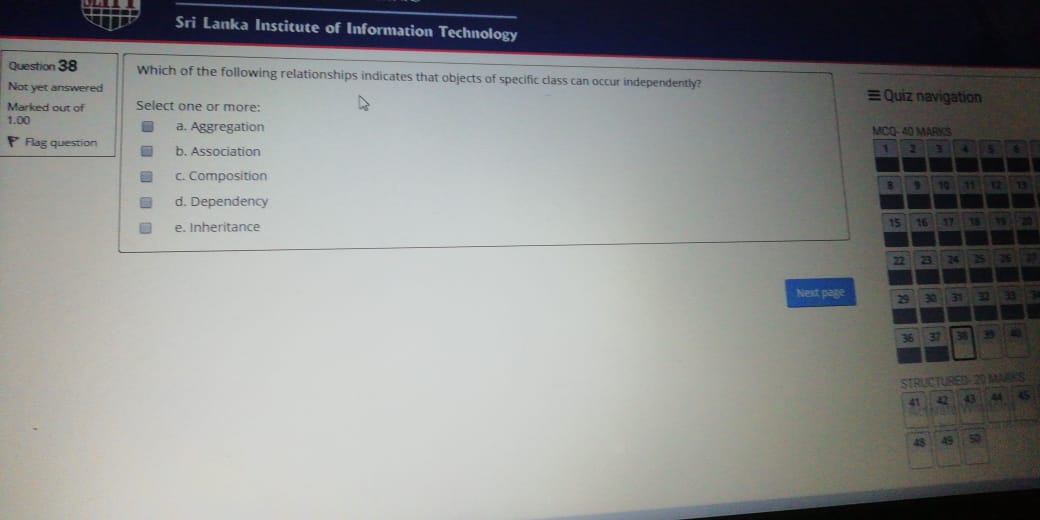 Sri Lanka Institute of Information Technology
Question 38
Not yet answered
Marked out of
1.00
Flag question
Which of the following relationships indicates that objects of specific class can occur independently?
Select one or more:
a. Aggregation
b. Association
c. Composition
d. Dependency
e. Inheritance
Next page
Quiz navigation
MCQ- 40 MARKS
1 2 3 4 5 6
8 9 10 11 12 13
15 16 17 18 19 20
22 23 24 25 26 27
29 30 31 32 33 34
36 37 38 39 40
STRUCTURED- 20 MARKS
41 42 43 44 45
48 49 50